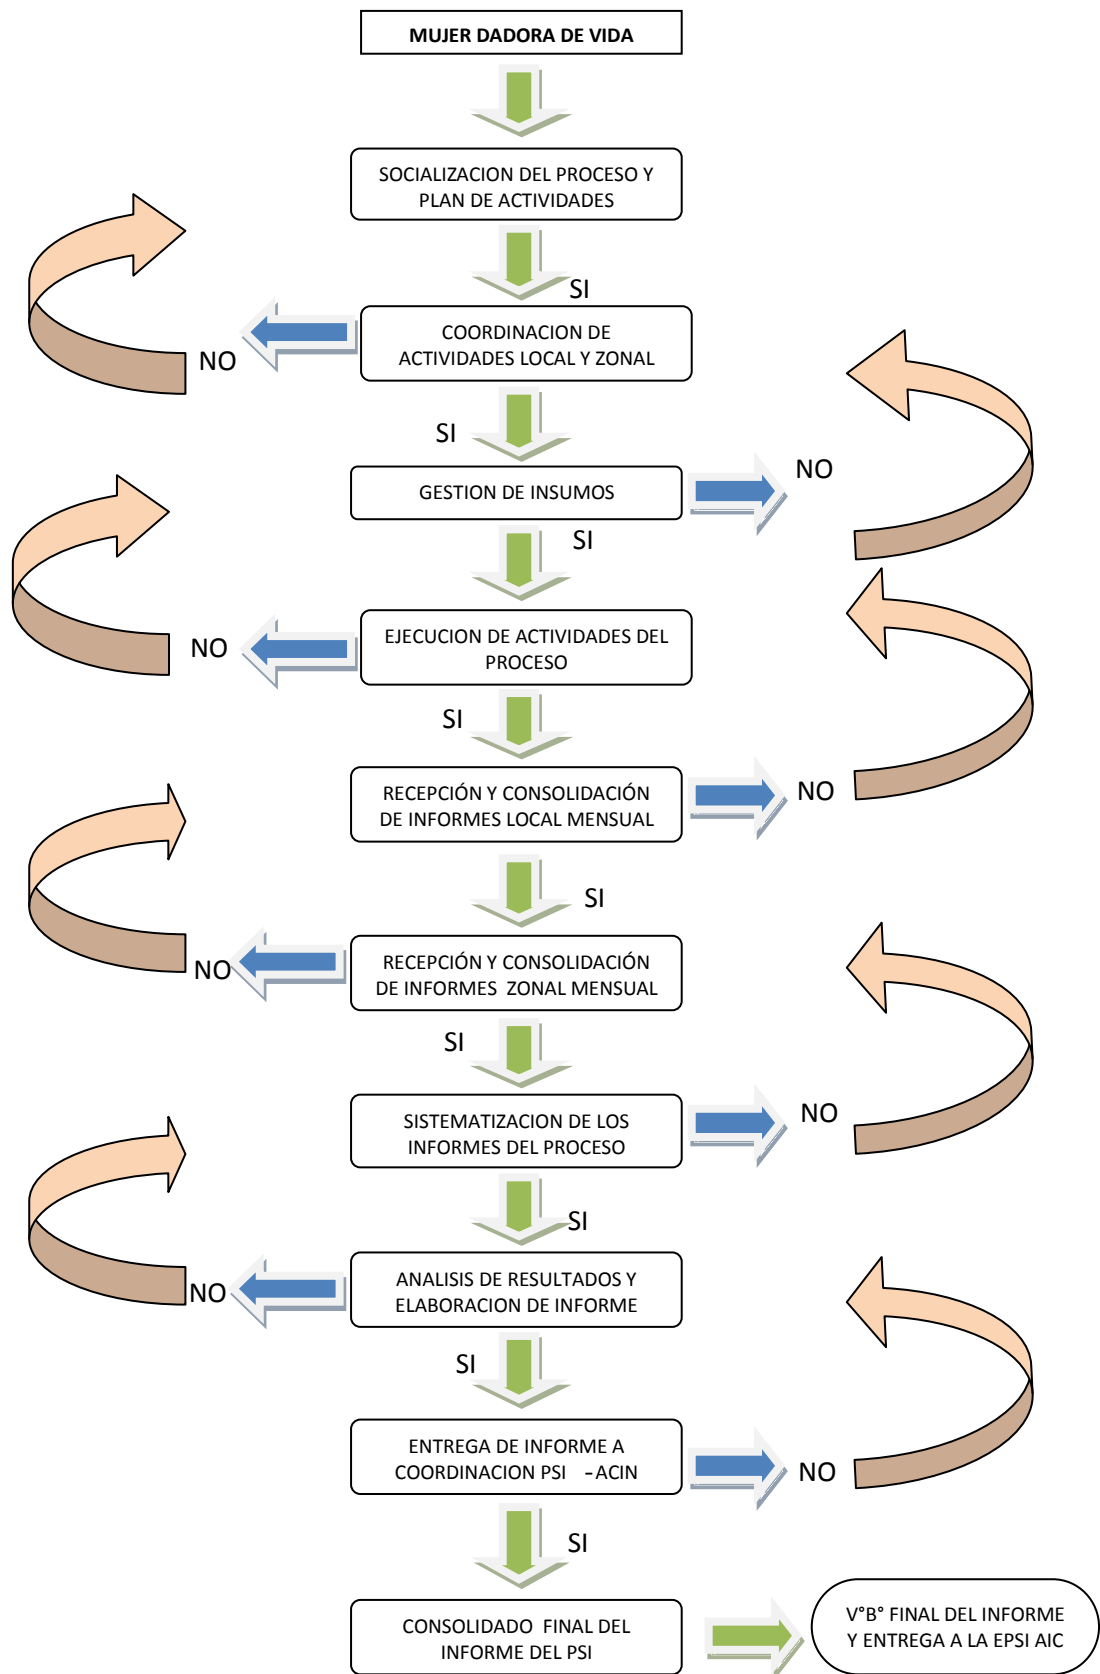 MUJER DADORA DE VIDA
SOCIALIZACION DEL PROCESO Y
PLAN DE ACTIVIDADES
SI
COORDINACION DE
ACTIVIDADES LOCAL Y ZONAL
NO
SI
GESTION DE INSUMOS
NO
SI
EJECUCION DE ACTIVIDADES DEL
PROCESO
NO
SI
RECEPCIÓN Y CONSOLIDACIÓN
DE INFORMES LOCAL MENSUAL
NO
SI
RECEPCIÓN Y CONSOLIDACIÓN
DE INFORMES ZONAL MENSUAL
NO
SI
SISTEMATIZACION DE LOS
INFORMES DEL PROCESO
NO
SI
ANALISIS DE RESULTADOS Y
ELABORACION DE INFORME
NO
SI
ENTREGA DE INFORME A
COORDINACION PSI - ACIN
NO
SI
CONSOLIDADO FINAL DEL
INFORME DEL PSI
V°B° FINAL DEL INFORME
Y ENTREGA A LA EPSI AIC